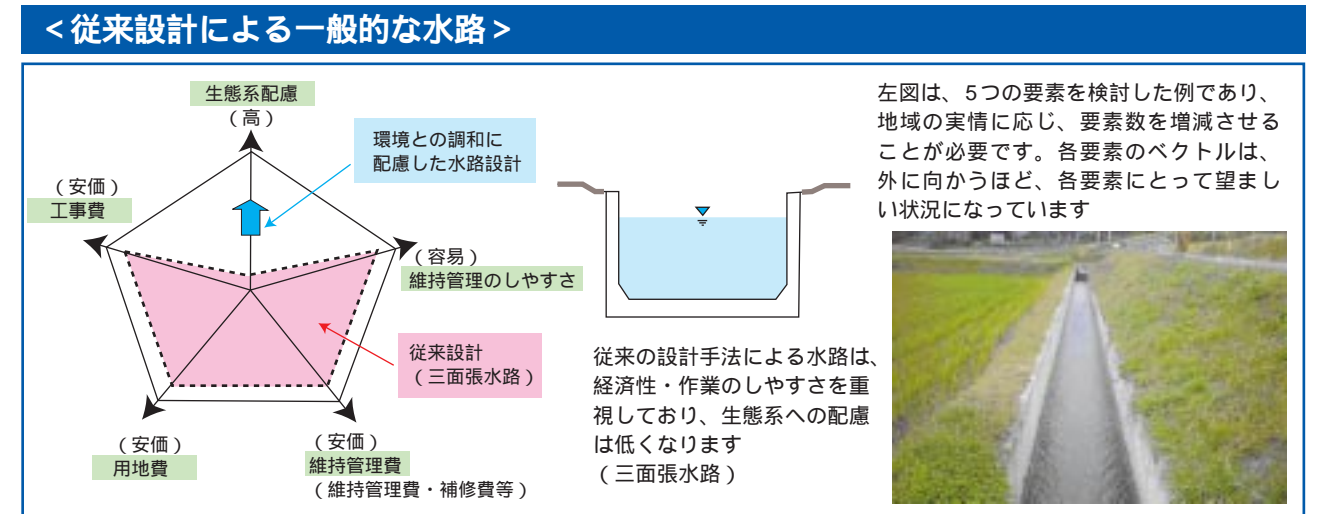 ＜従来設計による一般的な水路＞
生態系配慮
（高）
環境との調和に
配慮した水路設計
（安価）
工事費
（容易）
維持管理のしやすさ
従来設計
（三面張水路）
（安価）
用地費
（安価）
維持管理費
（維持管理費・補修費等）
従来の設計手法による水路は、
経済性・作業のしやすさを重
視しており、生態系への配慮
は低くなります
（三面張水路）
左図は、5つの要素を検討した例であり、
地域の実情に応じ、要素数を増減させる
ことが必要です。各要素のベクトルは、
外に向かうほど、各要素にとって望まし
い状況になっています